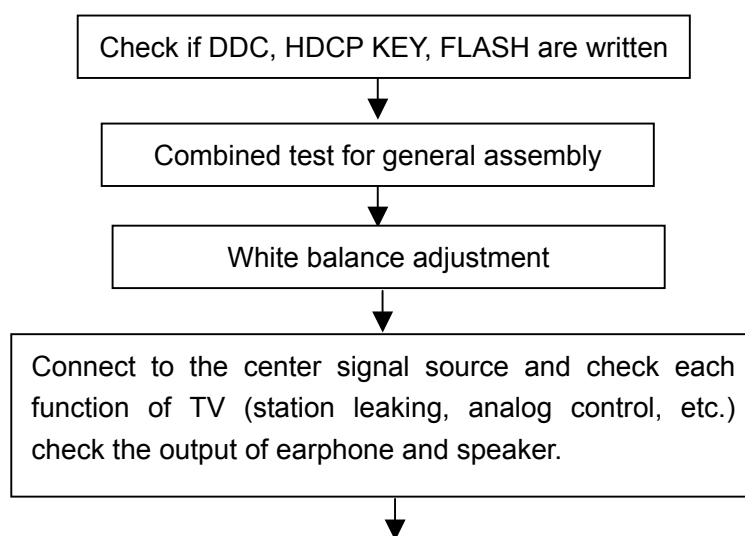 Check if DDC, HDCP KEY, FLASH are written
Combined test for general assembly
White balance adjustment
Connect to the center signal source and check each
function of TV (station leaking, analog control, etc.)
check the output of earphone and speaker.